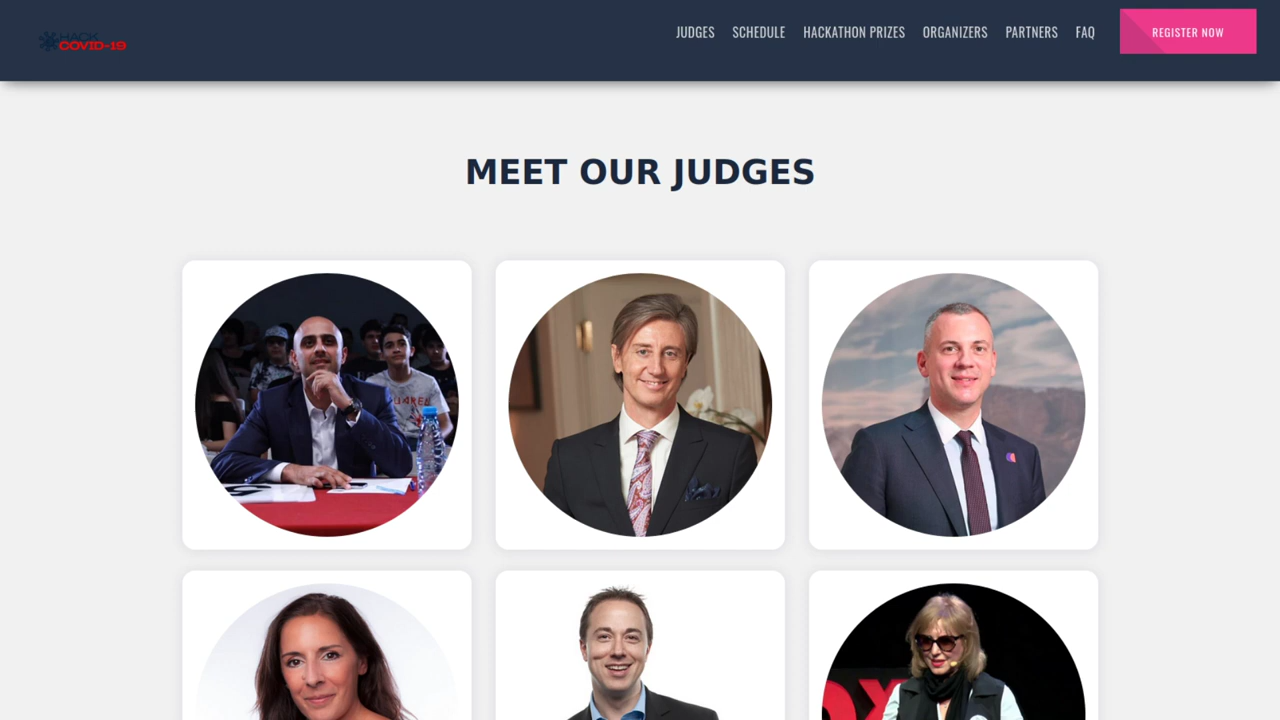 HACK
COVID-19
JUDGES SCHEDULE HACKATHON PRIZES ORGANIZERS PARTNERS FAQ REGISTER NOW
MEET OUR JUDGES